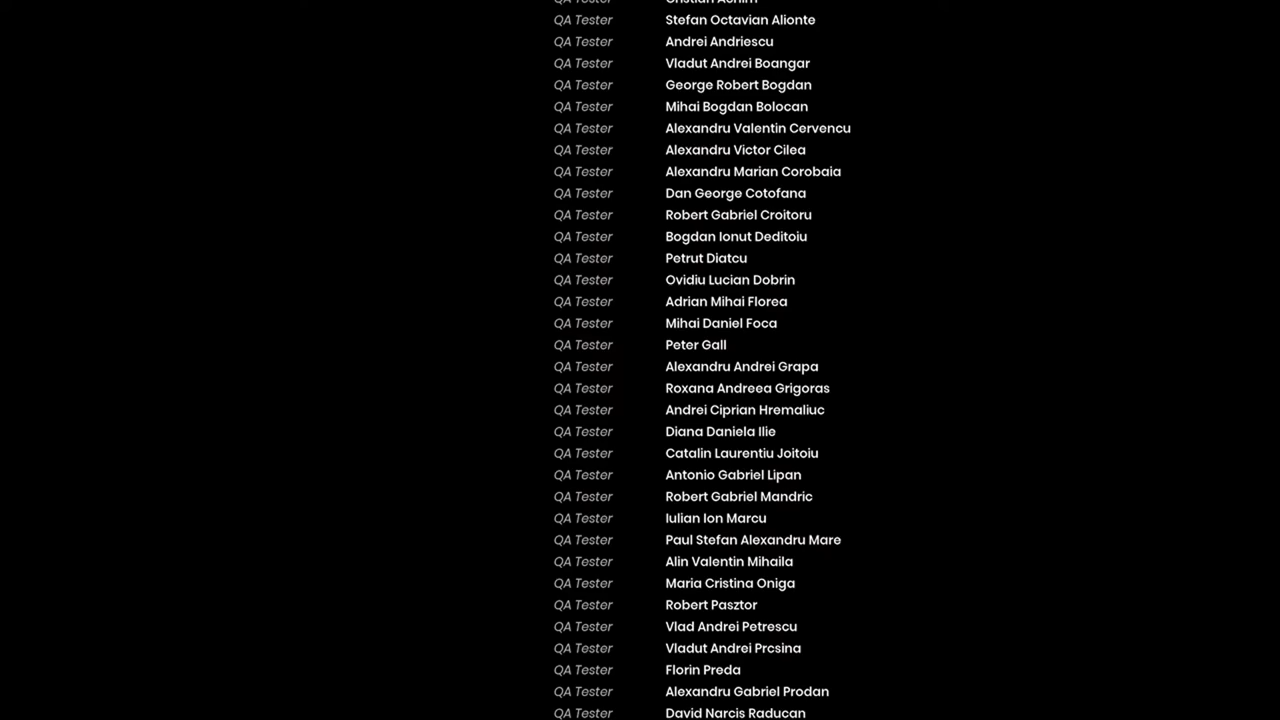 QA Tester Cristian Achim
QA Tester Stefan Octavian Alionte
QA Tester Andrei Andriescu
QA Tester Vladut Andrei Boangar
QA Tester George Robert Bogdan
QA Tester Mihai Bogdan Bolocan
QA Tester Alexandru Valentin Cervencu
QA Tester Alexandru Victor Cilea
QA Tester Alexandru Marian Corobaia
QA Tester Dan George Cotofana
QA Tester Robert Gabriel Croitoru
QA Tester Bogdan Ionut Deditoiu
QA Tester Petrut Diatcu
QA Tester Ovidiu Lucian Dobrin
QA Tester Adrian Mihai Florea
QA Tester Mihai Daniel Foca
QA Tester Peter Gall
QA Tester Alexandru Andrei Grapa
QA Tester Roxana Andreea Grigoras
QA Tester Andrei Ciprian Hremaliuc
QA Tester Diana Daniela Ilie
QA Tester Catalin Laurentiu Joitoiu
QA Tester Antonio Gabriel Lipan
QA Tester Robert Gabriel Mandric
QA Tester Iulian Ion Marcu
QA Tester Paul Stefan Alexandru Mare
QA Tester Alin Valentin Mihaila
QA Tester Maria Cristina Oniga
QA Tester Robert Pasztor
QA Tester Vlad Andrei Petrescu
QA Tester Vladut Andrei Prcsina
QA Tester Florin Preda
QA Tester Alexandru Gabriel Prodan
QA Tester David Narcis Raducan